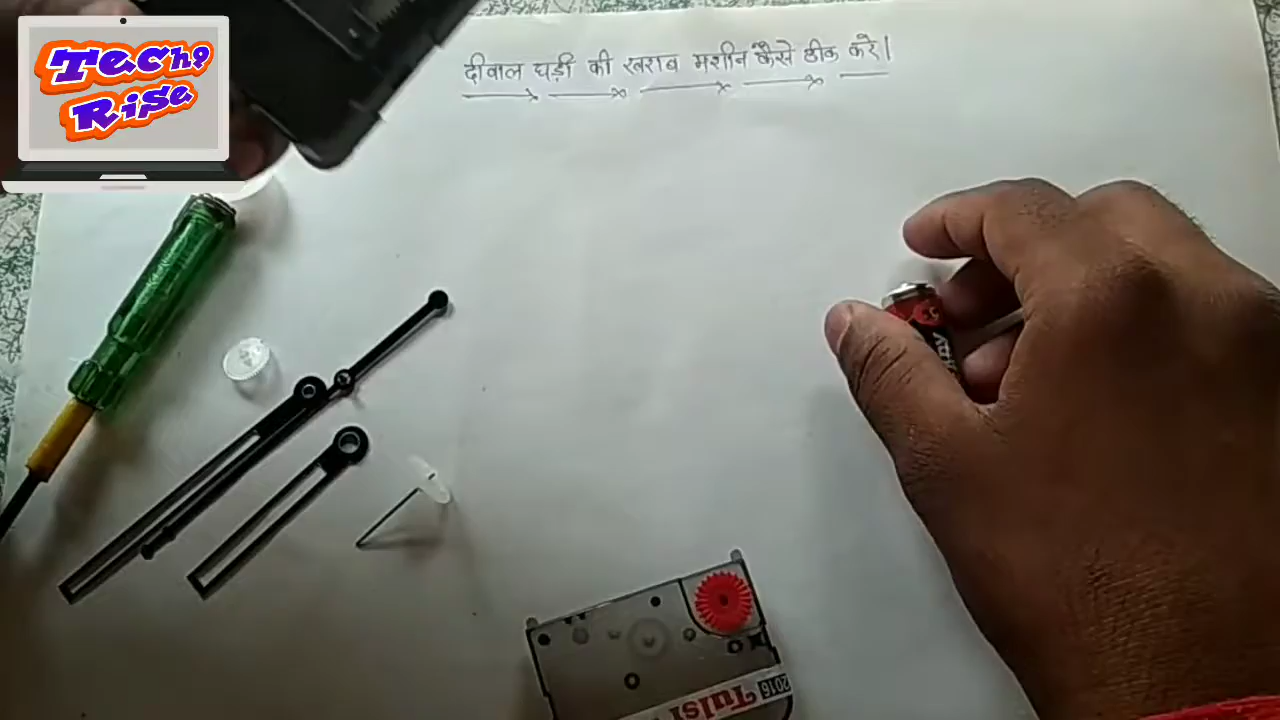 Tech?
Rise
दीवाल घड़ी की खराब मशीन कैसे ठीक करे।
Tulsi
2016